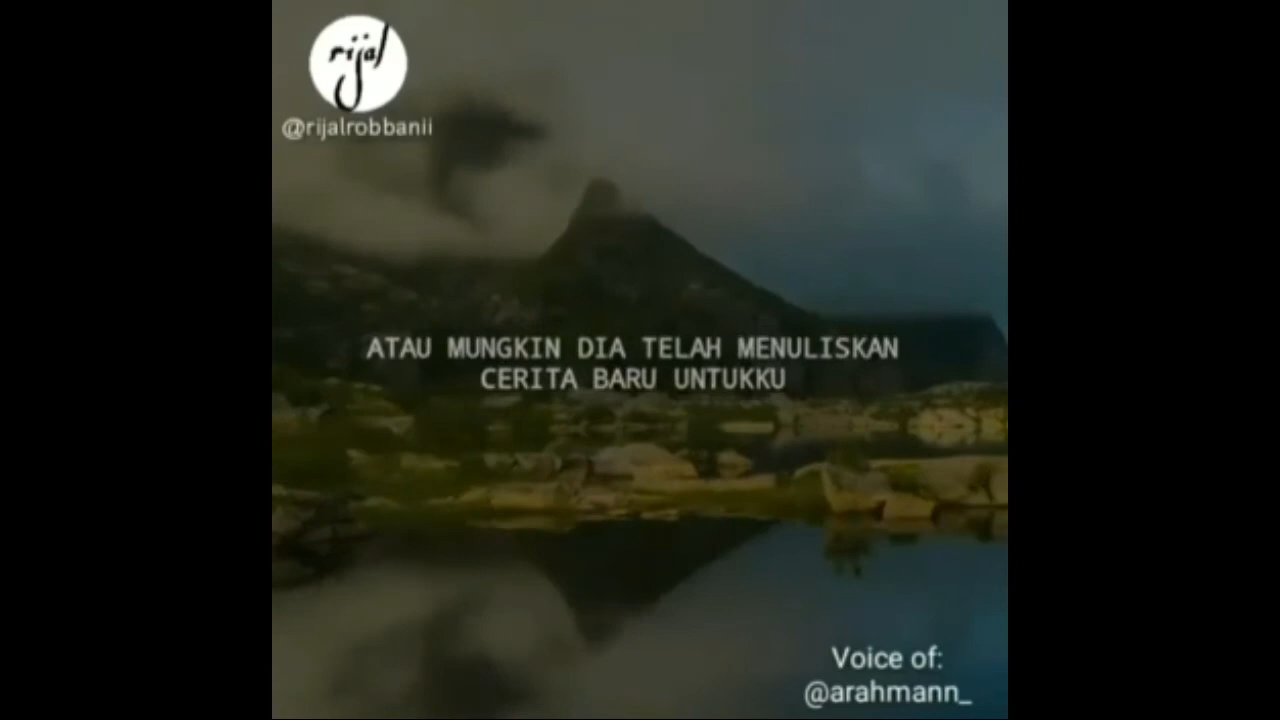 rijal
@rijalrobbanii
ATAU MUNGKIN DIA TELAH MENULISKAN
CERITA BARU UNTUKKU
Voice of:
@arahmann_